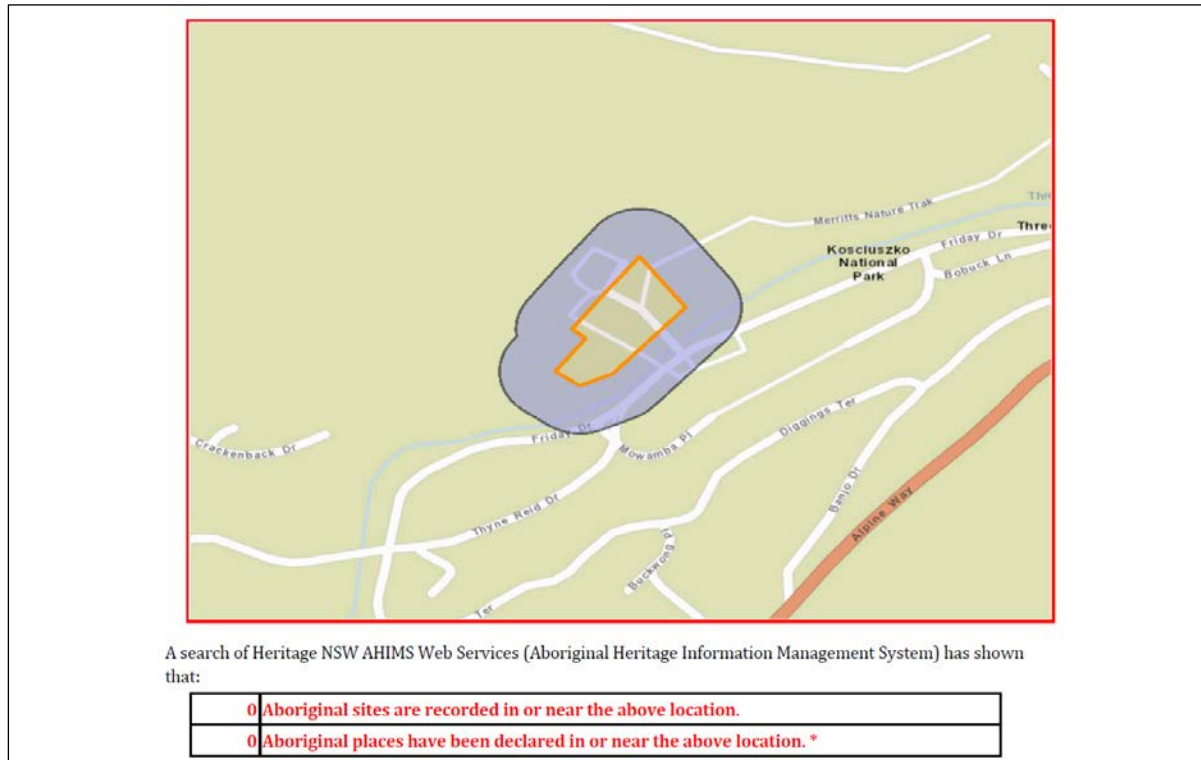 Merritts Nature Trak
Thre
Three
Kosciuszko
National
Park
Friday Dr
Bobuck Ln
Crackenback Dr
Friday Dr
Mowamba Pl
Diggings Ter
Thyne Reid Dr
Banjo Dr
Alpine Way
Buckwong Pl
Ter
A search of Heritage NSW AHIMS Web Services (Aboriginal Heritage Information Management System) has shown
that:
0 Aboriginal sites are recorded in or near the above location.
0 Aboriginal places have been declared in or near the above location. *